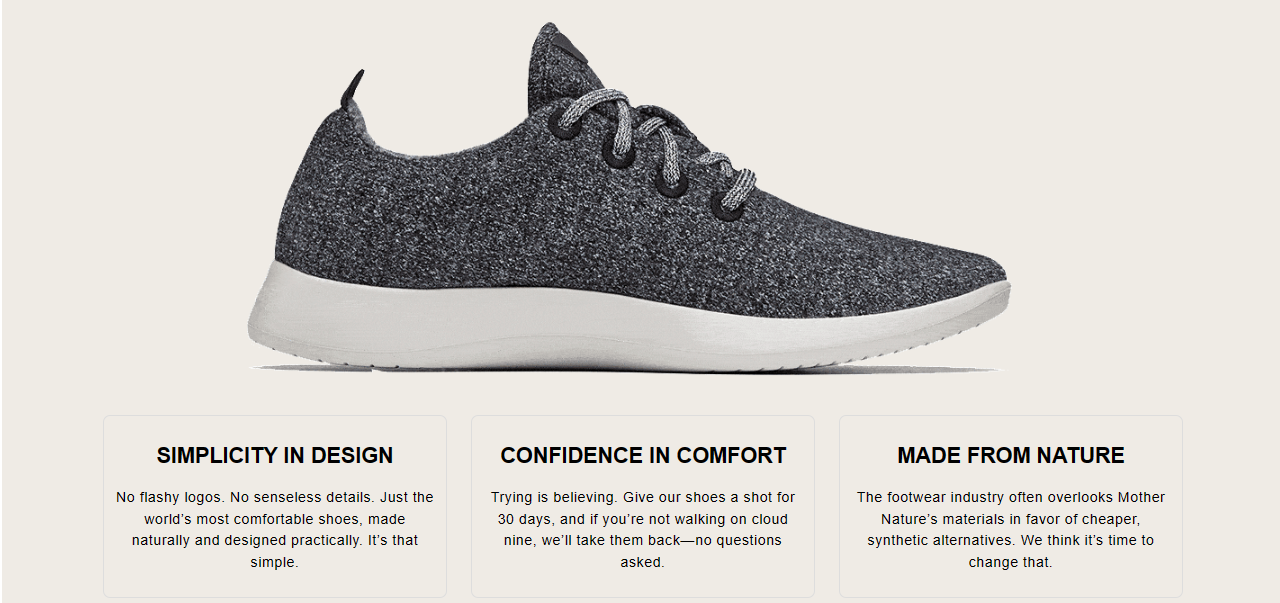 SIMPLICITY IN DESIGN
No flashy logos. No senseless details. Just the
world’s most comfortable shoes, made
naturally and designed practically. It’s that
simple.
CONFIDENCE IN COMFORT
Trying is believing. Give our shoes a shot for
30 days, and if you’re not walking on cloud
nine, we’ll take them back—no questions
asked.
MADE FROM NATURE
The footwear industry often overlooks Mother
Nature’s materials in favor of cheaper,
synthetic alternatives. We think it’s time to
change that.